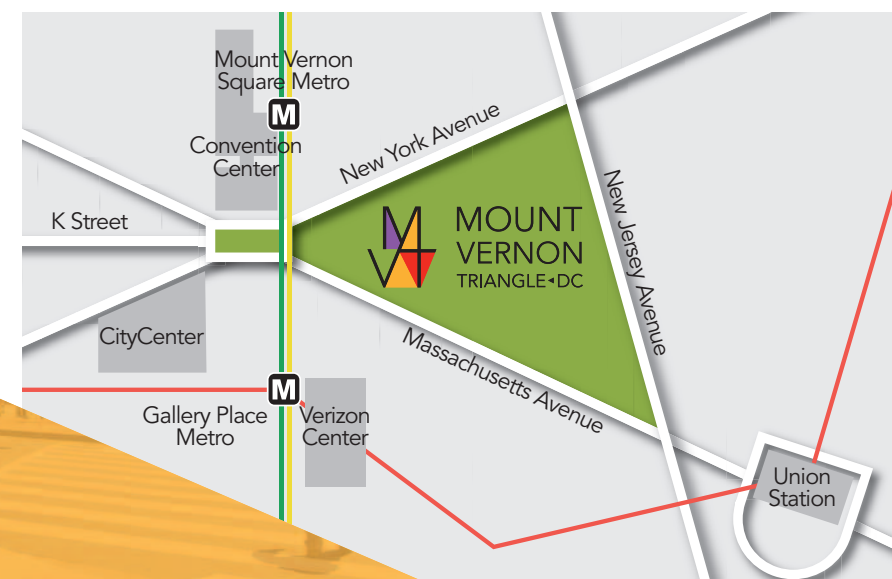 Mount Vernon
Square Metro
M
Convention
Center
New York Avenue
K Street
MOUNT
VERNON
TRIANGLE◂DC
New Jersey Avenue
CityCenter
Massachusetts Avenue
M
Gallery Place
Metro
Verizon
Center
Union
Station